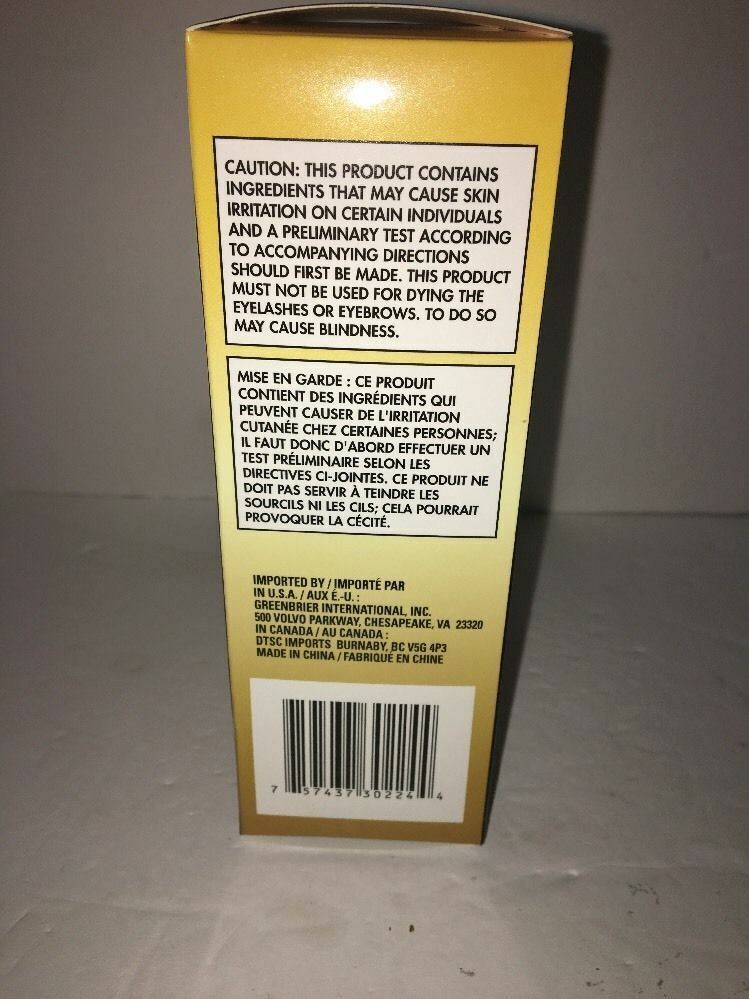 CAUTION: THIS PRODUCT CONTAINS
INGREDIENTS THAT MAY CAUSE SKIN
IRRITATION ON CERTAIN INDIVIDUALS
AND A PRELIMINARY TEST ACCORDING
TO ACCOMPANYING DIRECTIONS
SHOULD FIRST BE MADE. THIS PRODUCT
MUST NOT BE USED FOR DYING THE
EYELASHES OR EYEBROWS. TO DO SO
MAY CAUSE BLINDNESS.
MISE EN GARDE : CE PRODUIT
CONTIENT DES INGRÉDIENTS QUI
PEUVENT CAUSER DE L'IRRITATION
CUTANÉE CHEZ CERTAINES PERSONNES;
IL FAUT DONC D'ABORD EFFECTUER UN
TEST PRÉLIMINAIRE SELON LES
DIRECTIVES CI-JOINTES. CE PRODUIT NE
DOIT PAS SERVIR À TEINDRE LES
SOURCILS NI LES CILS; CELA POURRAIT
PROVOQUER LA CÉCITÉ.
IMPORTED BY / IMPORTÉ PAR
IN U.S.A. / AUX É.-U. :
GREENBRIER INTERNATIONAL, INC.
500 VOLVO PARKWAY, CHESAPEAKE, VA 23320
IN CANADA / AU CANADA :
DTSC IMPORTS BURNABY, BC V5G 4P3
MADE IN CHINA / FABRIQUÉ EN CHINE
7 57437 30224 4